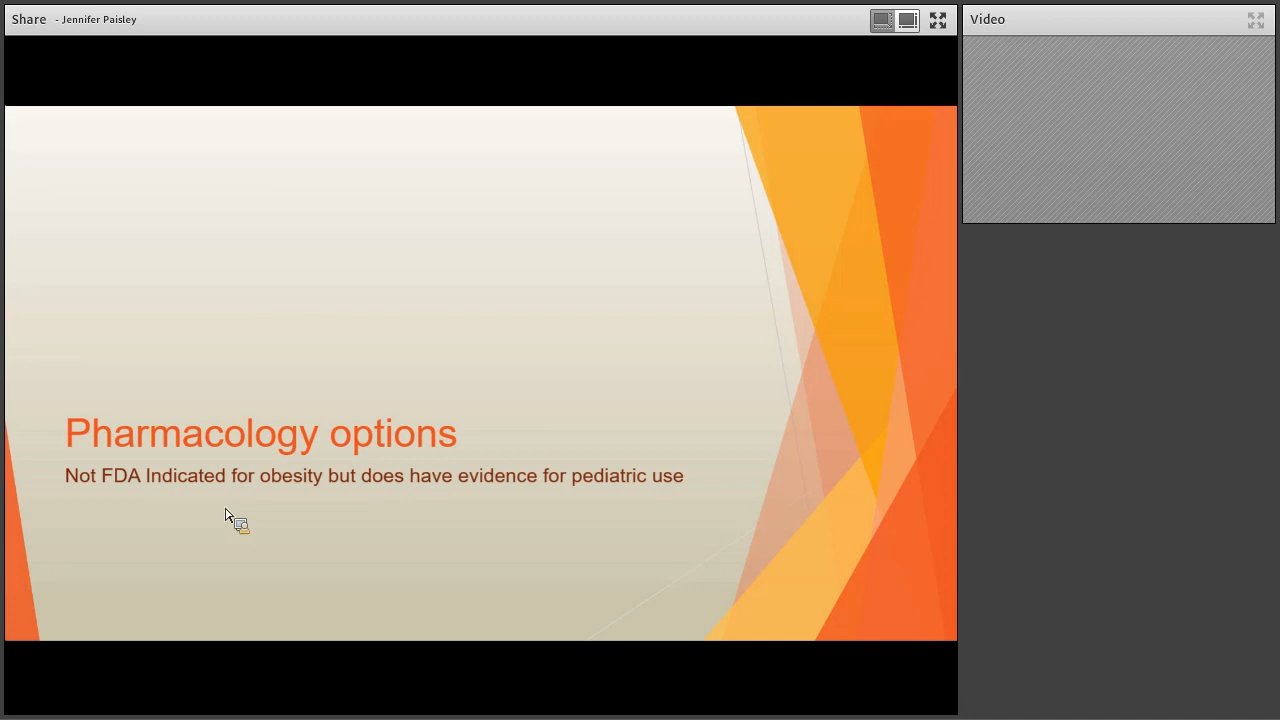 Share - Jennifer Paisley
Video
Pharmacology options
Not FDA Indicated for obesity but does have evidence for pediatric use